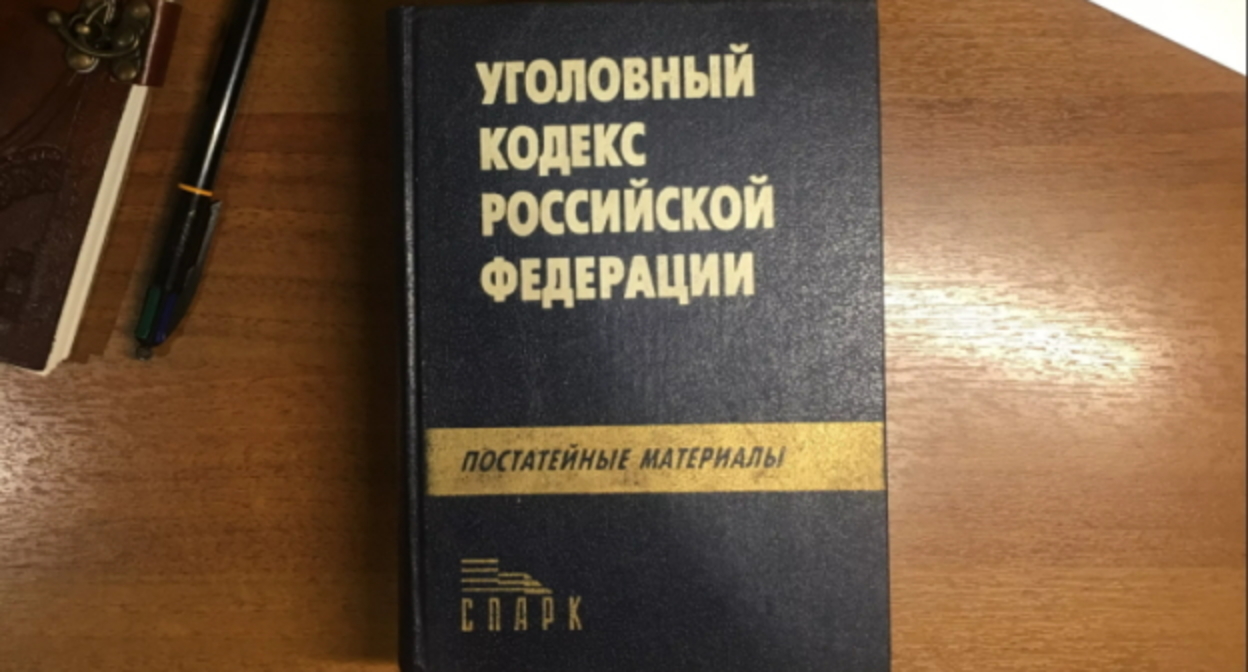 УГОЛОВНЫЙ
КОДЕКС
РОССИЙСКОЙ
ФЕДЕРАЦИИ
ПОСТАТЕЙНЫЕ МАТЕРИАЛЫ
СПАРК